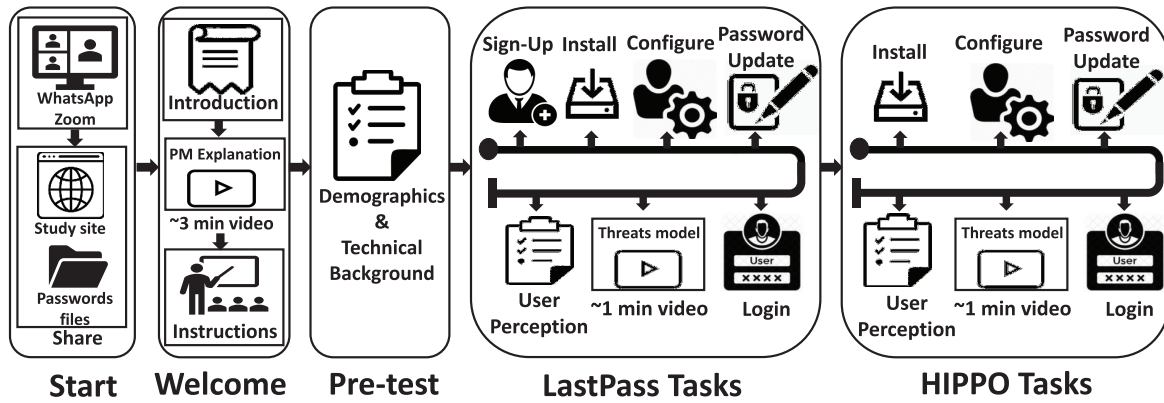 WhatsApp
Zoom
Study site
Passwords
files
Share
Start
Introduction
PM Explanation
~3 min video
Instructions
Welcome
Demographics
&
Technical
Background
Pre-test
Sign-Up
Install
Configure
Password
Update
User
Perception
Threats model
~1 min video
User
XXXX
Login
LastPass Tasks
Install
Configure
Password
Update
User
Perception
Threats model
~1 min video
User
XXXX
Login
HIPPO Tasks